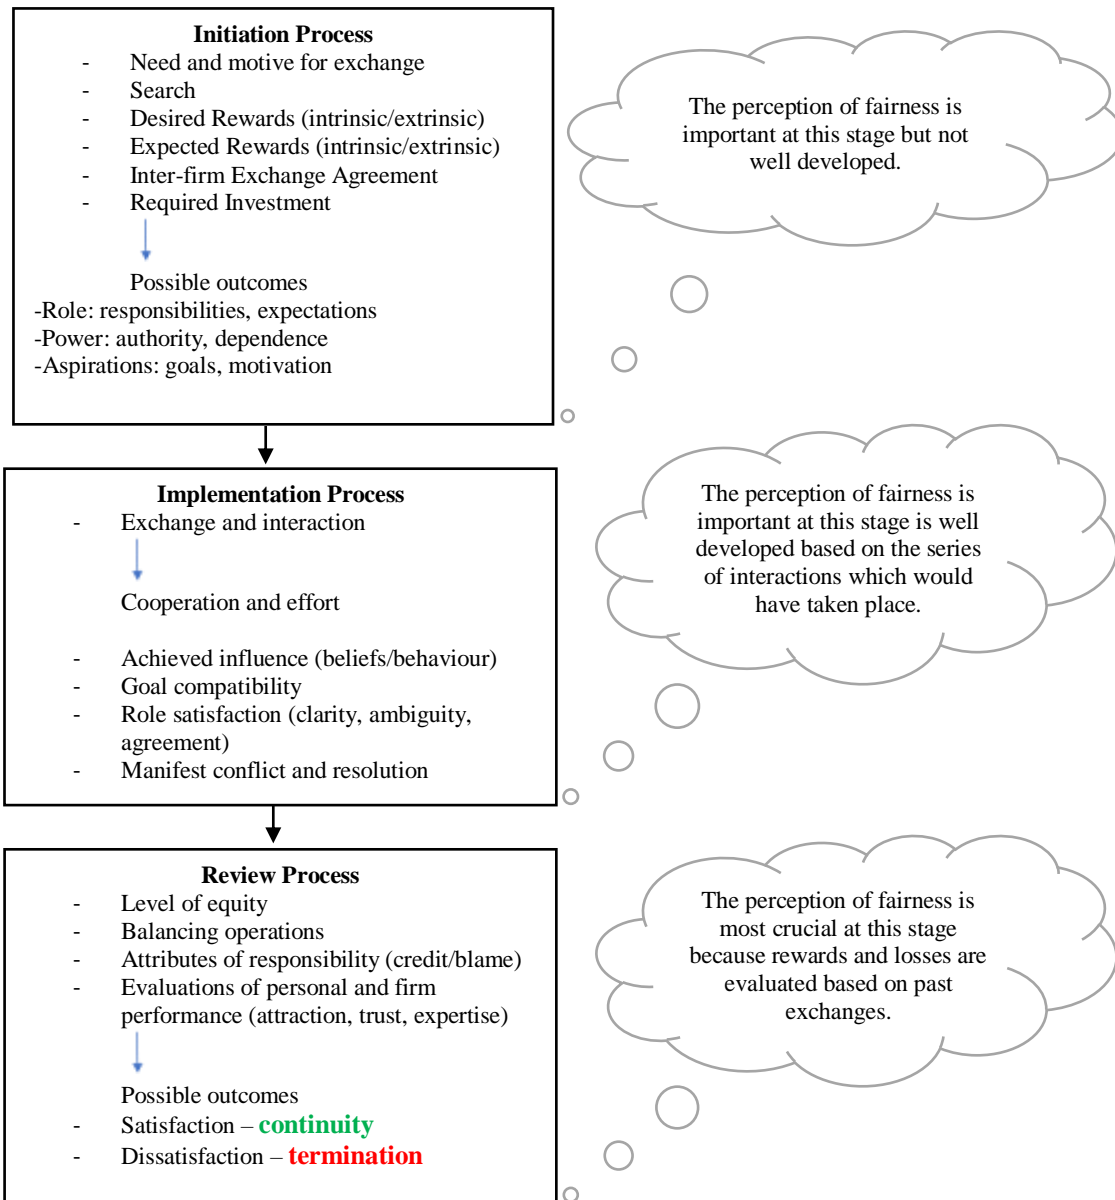 Initiation Process
- Need and motive for exchange
- Search
- Desired Rewards (intrinsic/extrinsic)
- Expected Rewards (intrinsic/extrinsic)
- Inter-firm Exchange Agreement
- Required Investment
Possible outcomes
-Role: responsibilities, expectations
-Power: authority, dependence
-Aspirations: goals, motivation
The perception of fairness is
important at this stage but not
well developed.
Implementation Process
- Exchange and interaction
Cooperation and effort
- Achieved influence (beliefs/behaviour)
- Goal compatibility
- Role satisfaction (clarity, ambiguity,
agreement)
- Manifest conflict and resolution
The perception of fairness is
important at this stage is well
developed based on the series
of interactions which would
have taken place.
Review Process
- Level of equity
- Balancing operations
- Attributes of responsibility (credit/blame)
- Evaluations of personal and firm
performance (attraction, trust, expertise)
Possible outcomes
- Satisfaction – continuity
- Dissatisfaction – termination
The perception of fairness is
most crucial at this stage
because rewards and losses are
evaluated based on past
exchanges.